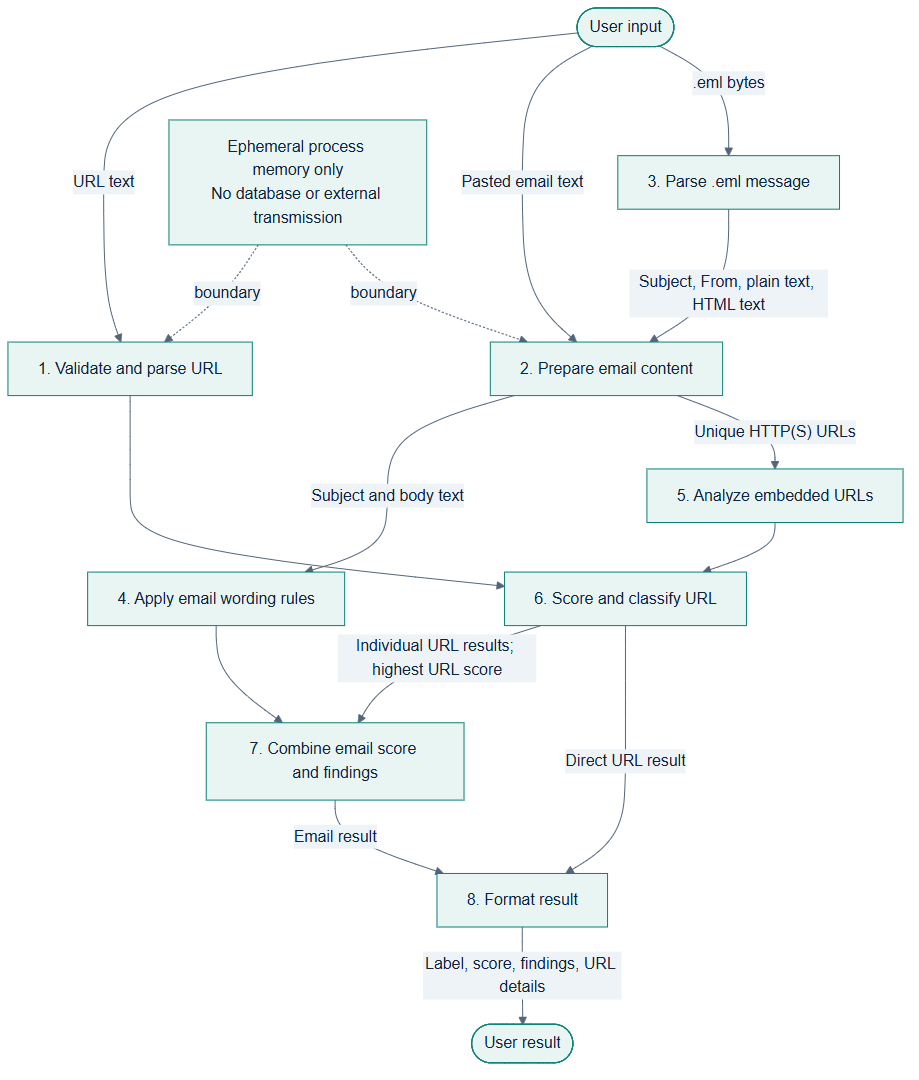 User input
.eml bytes
Ephemeral process
memory only
No database or external
transmission
URL text
Pasted email text
3. Parse .eml message
Subject, From, plain text,
HTML text
boundary
boundary
1. Validate and parse URL
2. Prepare email content
Unique HTTP(S) URLs
Subject and body text
5. Analyze embedded URLs
4. Apply email wording rules
6. Score and classify URL
Individual URL results;
highest URL score
7. Combine email score
and findings
Direct URL result
Email result
8. Format result
Label, score, findings, URL
details
User result